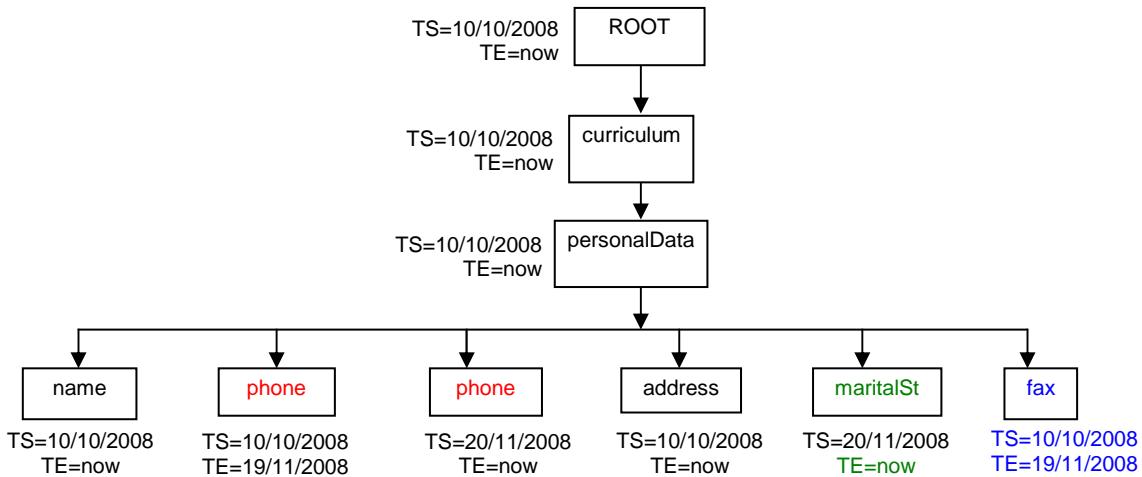 TS=10/10/2008
TE=now
ROOT
TS=10/10/2008
TE=now
curriculum
TS=10/10/2008
TE=now
personalData
name
phone
phone
address
maritalSt
fax
TS=10/10/2008
TE=now
TS=10/10/2008
TE=19/11/2008
TS=20/11/2008
TE=now
TS=10/10/2008
TE=now
TS=20/11/2008
TE=now
TS=10/10/2008
TE=19/11/2008